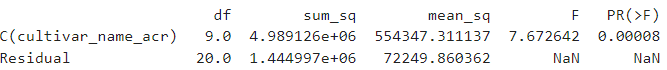 df sum_sq mean_sq F PR(>F)
C(cultivar_name_acr) 9.0 4.989126e+06 554347.311137 7.672642 0.00008
Residual 20.0 1.444997e+06 72249.860362 NaN NaN